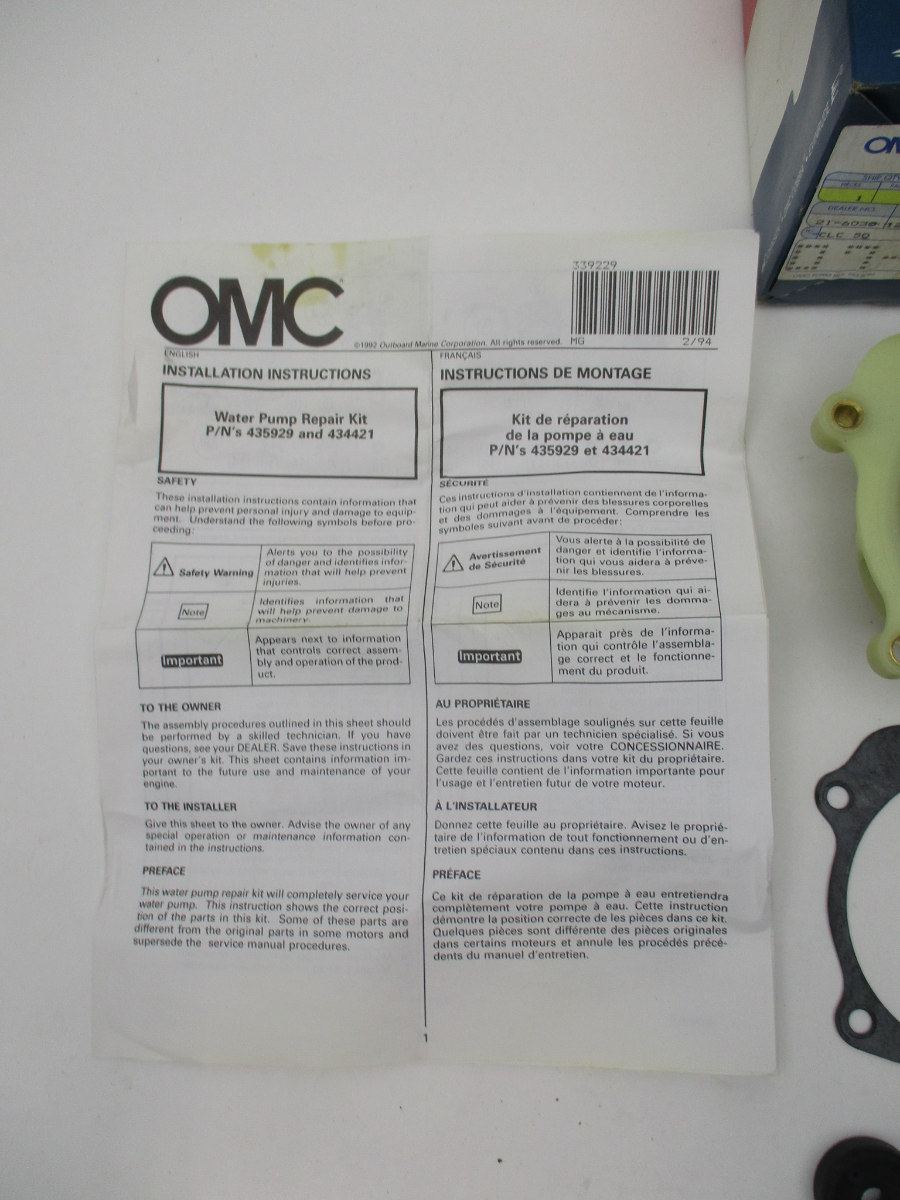 OMC
339229
©1992 Outboard Marine Corporation. All rights reserved. MG 2/94
ENGLISH
INSTALLATION INSTRUCTIONS
Water Pump Repair Kit
P/N's 435929 and 434421
SAFETY
These installation instructions contain information that
can help prevent personal injury and damage to equip-
ment. Understand the following symbols before pro-
ceeding:
Safety Warning
Alerts you to the possibility
of danger and identifies infor-
mation that will help prevent
injuries.
Note
Identifies information that
will help prevent damage to
machinery.
Important
Appears next to information
that controls correct assem-
bly and operation of the prod-
uct.
TO THE OWNER
The assembly procedures outlined in this sheet should
be performed by a skilled technician. If you have
questions, see your DEALER. Save these instructions in
your owner's kit. This sheet contains information im-
portant to the future use and maintenance of your
engine.
TO THE INSTALLER
Give this sheet to the owner. Advise the owner of any
special operation or maintenance information con-
tained in the instructions.
PREFACE
This water pump repair kit will completely service your
water pump. This instruction shows the correct posi-
tion of the parts in this kit. Some of these parts are
different from the original parts in some motors and
supersede the service manual procedures.
FRANÇAIS
INSTRUCTIONS DE MONTAGE
Kit de réparation
de la pompe à eau
P/N's 435929 et 434421
SÉCURITÉ
Ces instructions d'installation contiennent de l'informa-
tion qui peut aider à prévenir des blessures corporelles
et des dommages à l'équipement. Comprendre les
symboles suivant avant de procéder:
Avertissement
de Sécurité
Vous alerte à la possibilité de
danger et identifie l'informa-
tion qui vous aidera à préve-
nir les blessures.
Note
Identifie l'information qui ai-
dera à prévenir les domma-
ges au mécanisme.
Important
Apparait près de l'informa-
tion qui contrôle l'assembla-
ge correct et le fonctionne-
ment du produit.
AU PROPRIÉTAIRE
Les procédés d'assemblage soulignés sur cette feuille
doivent être fait par un technicien spécialisé. Si vous
avez des questions, voir votre CONCESSIONNAIRE.
Gardez ces instructions dans votre kit du propriétaire.
Cette feuille contient de l'information importante pour
l'usage et l'entretien futur de votre moteur.
À L'INSTALLATEUR
Donnez cette feuille au propriétaire. Avisez le proprié-
taire de l'information de tout fonctionnement ou d'en-
tretien spéciaux contenu dans ces instructions.
PRÉFACE
Ce kit de réparation de la pompe à eau entretiendra
complètement votre pompe à eau. Cette instruction
démontre la position correcte de les pièces dans ce kit.
Quelques pièces sont différente des pièces originales
dans certains moteurs et annule les procédés précé-
dents du manuel d'entretien.
1
SHIP QTY
1
DEALER NO.
CLC